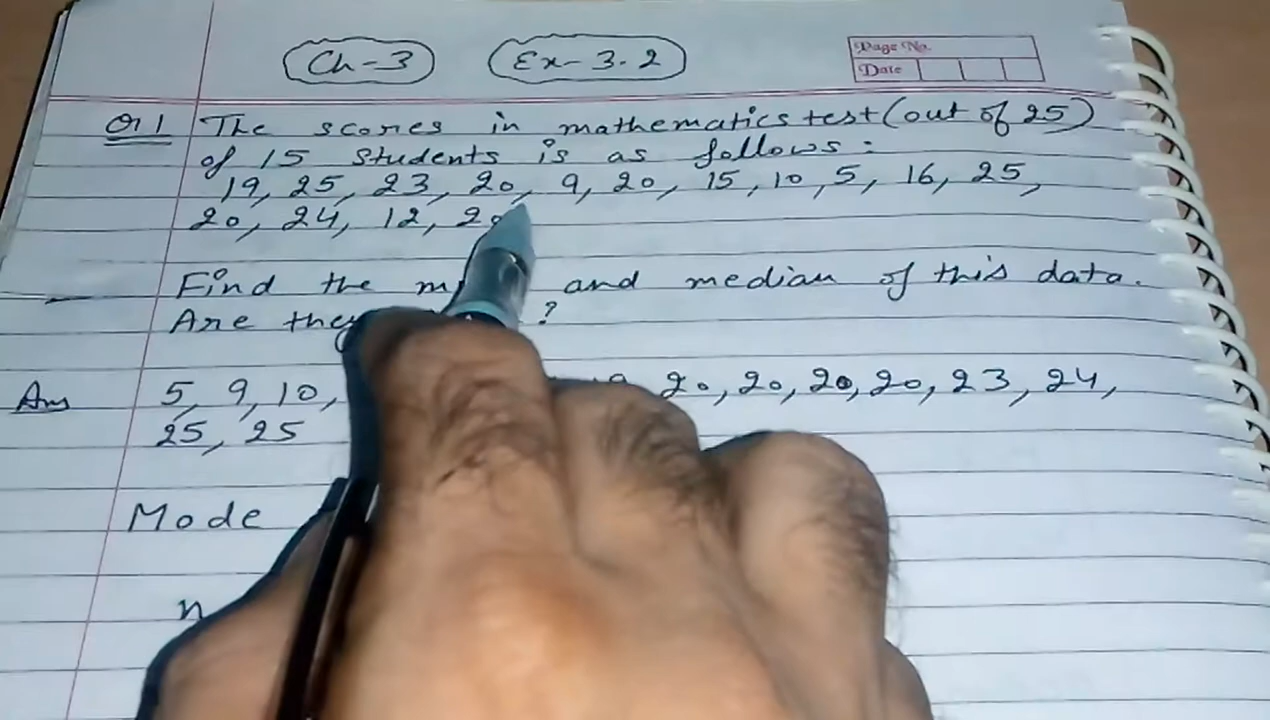 Ch-3 Ex-3.2
Page No.
Date
Q1 The scores in mathematics test (out of 25)
of 15 students is as follows:
19, 25, 23, 20, 9, 20, 15, 10, 5, 16, 25,
20, 24, 12, 20
Find the and median of this data.
Are they ?
Ans 5, 9, 10, 20, 20, 20, 20, 23, 24,
25, 25
Mode
n